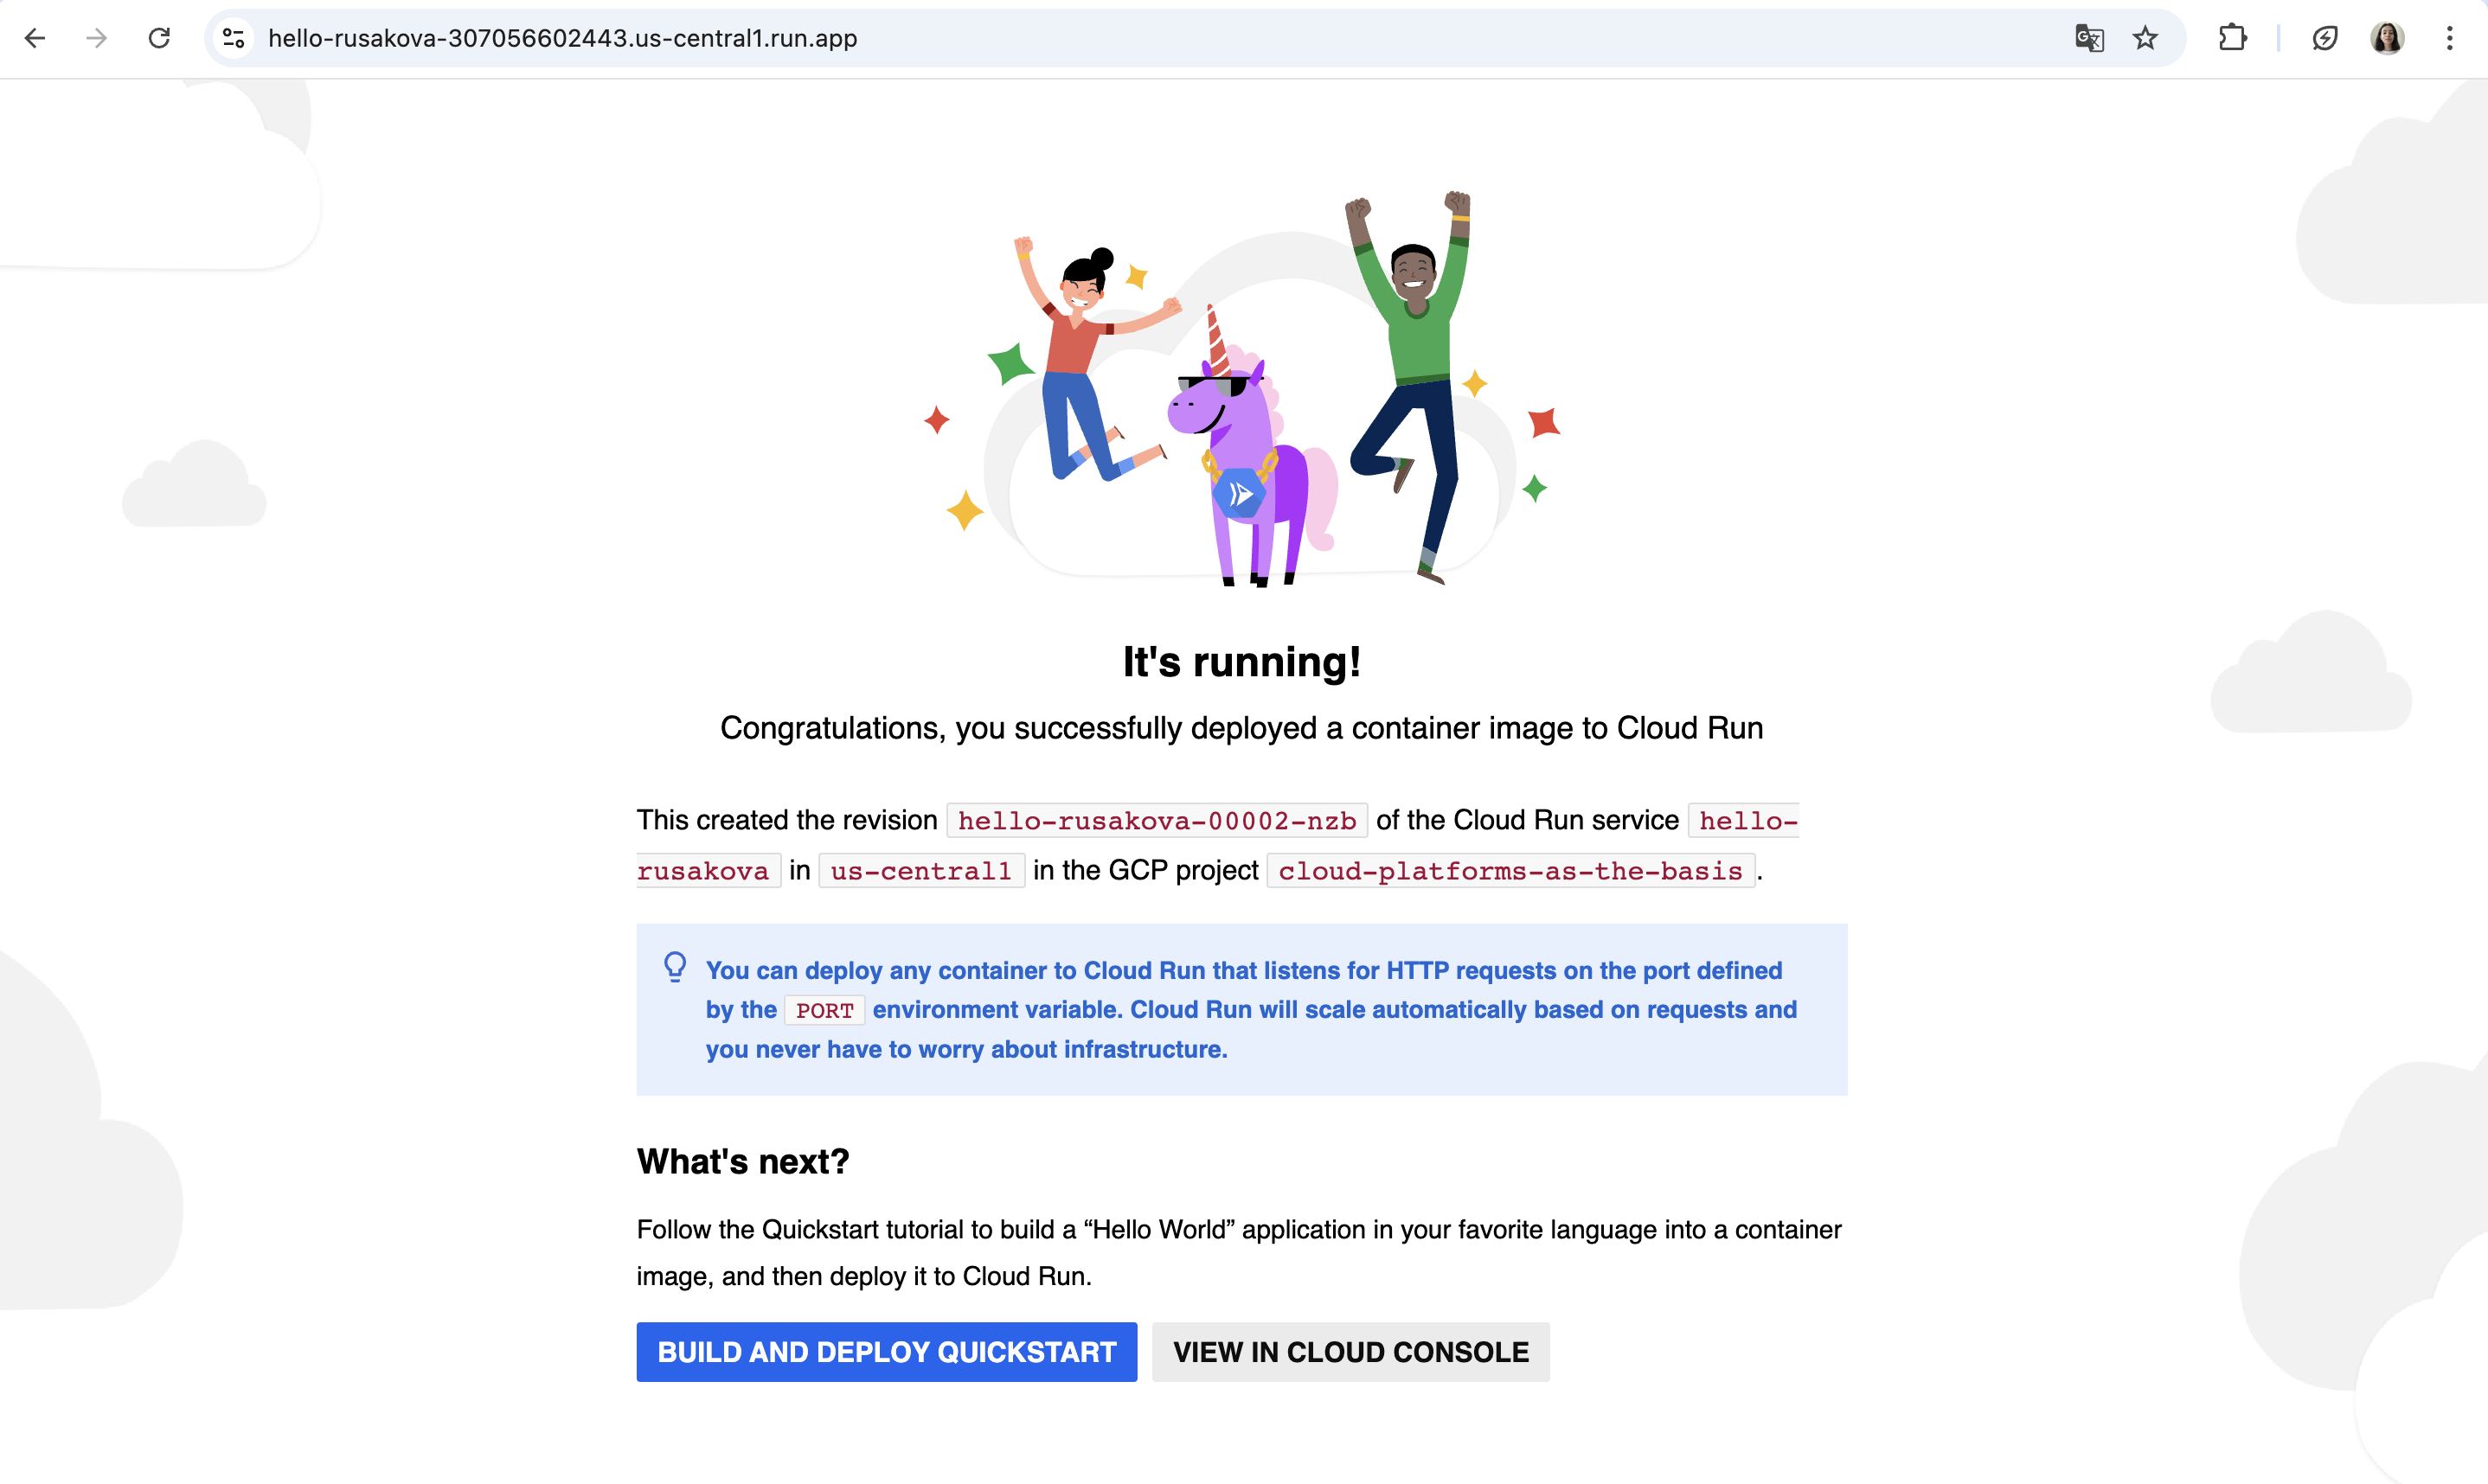 hello-rusakova-307056602443.us-central1.run.app
It's running!
Congratulations, you successfully deployed a container image to Cloud Run
This created the revision hello-rusakova-00002-nzb of the Cloud Run service hello-
rusakova in us-central1 in the GCP project cloud-platforms-as-the-basis.
You can deploy any container to Cloud Run that listens for HTTP requests on the port defined
by the PORT environment variable. Cloud Run will scale automatically based on requests and
you never have to worry about infrastructure.
What's next?
Follow the Quickstart tutorial to build a “Hello World” application in your favorite language into a container
image, and then deploy it to Cloud Run.
BUILD AND DEPLOY QUICKSTART VIEW IN CLOUD CONSOLE